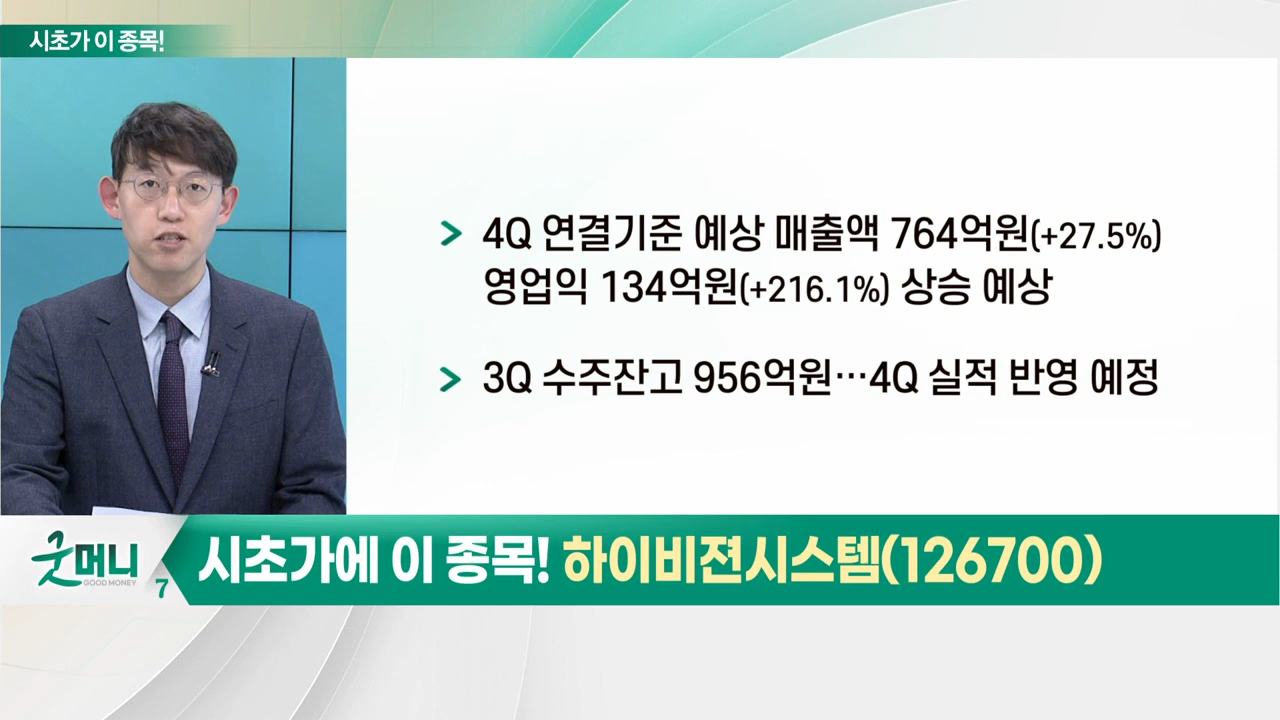 시초가 이 종목!
4Q 연결기준 예상 매출액 764억원(+27.5%)
영업익 134억원(+216.1%) 상승 예상
3Q 수주잔고 956억원…4Q 실적 반영 예정
굿머니
GOOD MONEY
7
시초가에 이 종목! 하이비젼시스템(126700)